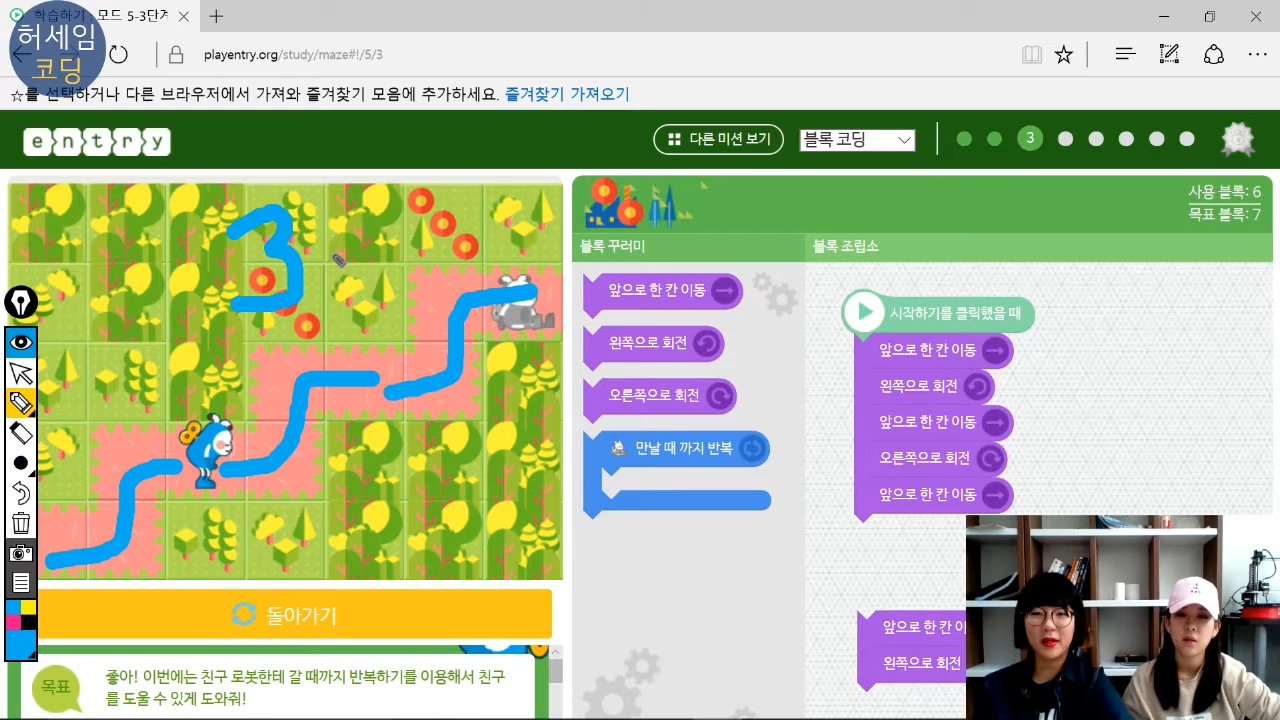 학습하기 : 모드 5-3단계
허세임
코딩
playentry.org/study/maze#!/5/3
☆를 선택하거나 다른 브라우저에서 가져와 즐겨찾기 모음에 추가하세요. 즐겨찾기 가져오기
entry
다른 미션 보기
블록 코딩
3
사용 블록: 6
목표 블록: 7
블록 꾸러미
블록 조립소
3
앞으로 한 칸 이동
왼쪽으로 회전
오른쪽으로 회전
만날 때 까지 반복
시작하기를 클릭했을 때
앞으로 한 칸 이동
왼쪽으로 회전
앞으로 한 칸 이동
오른쪽으로 회전
앞으로 한 칸 이동
앞으로 한 칸 이
왼쪽으로 회전
돌아가기
목표
좋아! 이번에는 친구 로봇한테 갈 때까지 반복하기를 이용해서 친구
를 도울 수 있게 도와줘!